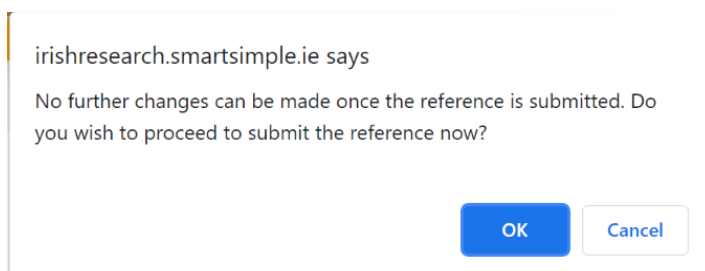 irishresearch.smartsimple.ie says
No further changes can be made once the reference is submitted. Do
you wish to proceed to submit the reference now?
OK
Cancel